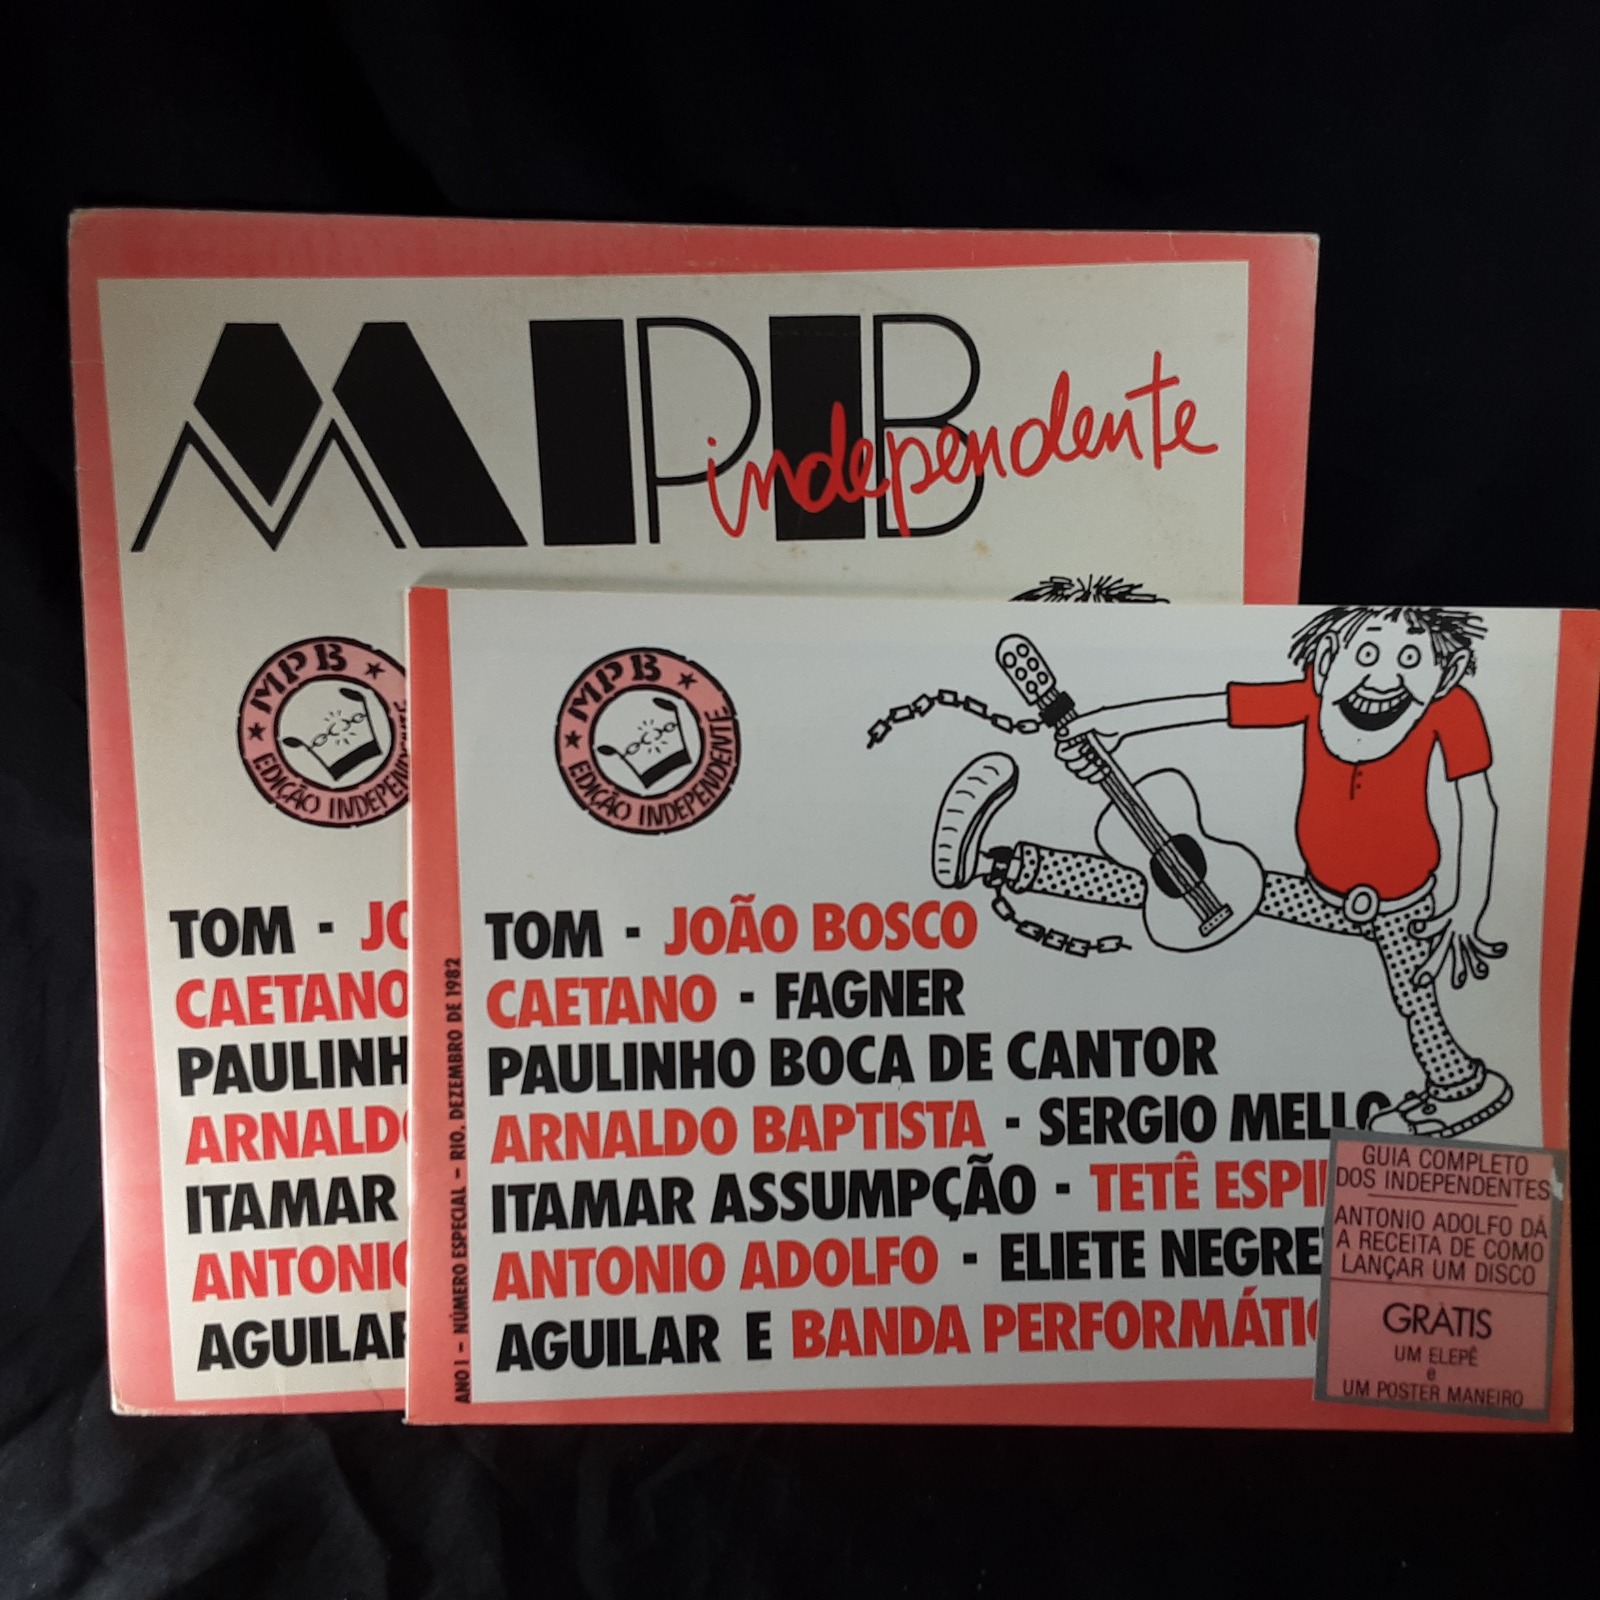 MPB
independente
MPB
EDIÇÃO INDEPEN
TOM - JO
CAETANO
PAULINH
ARNALDO
ITAMAR
ANTONIO
AGUILAR
MPB
EDIÇÃO INDEPENDENTE
ANO I - NÚMERO ESPECIAL - RIO, DEZEMBRO DE 1982
TOM - JOÃO BOSCO
CAETANO - FAGNER
PAULINHO BOCA DE CANTOR
ARNALDO BAPTISTA - SERGIO MELLO
ITAMAR ASSUMPÇÃO - TETÊ ESPI
ANTONIO ADOLFO - ELIETE NEGRE
AGUILAR E BANDA PERFORMÁTIC
GUIA COMPLETO
DOS INDEPENDENTES
ANTONIO ADOLFO DÁ
A RECEITA DE COMO
LANÇAR UM DISCO
GRÀTIS
UM ELEPÊ
e
UM POSTER MANEIRO